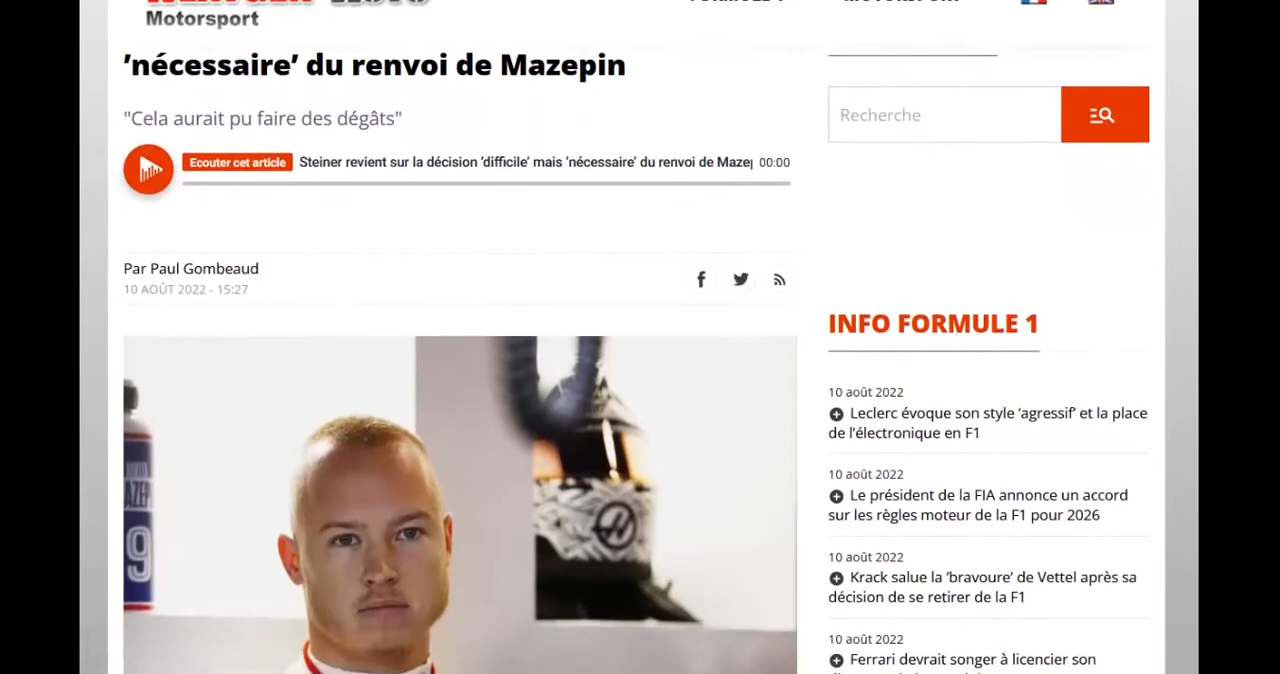 Motorsport
’nécessaire’ du renvoi de Mazepin
"Cela aurait pu faire des dégâts"
Ecouter cet article
Steiner revient sur la décision ‘difficile’ mais ‘nécessaire’ du renvoi de Maze
00:00
Par Paul Gombeaud
10 AOÛT 2022 - 15:27
MAZEP
9
Recherche
INFO FORMULE 1
10 août 2022
Leclerc évoque son style ‘agressif’ et la place
de l’électronique en F1
10 août 2022
Le président de la FIA annonce un accord
sur les règles moteur de la F1 pour 2026
10 août 2022
Krack salue la ’bravoure’ de Vettel après sa
décision de se retirer de la F1
10 août 2022
Ferrari devrait songer à licencier son